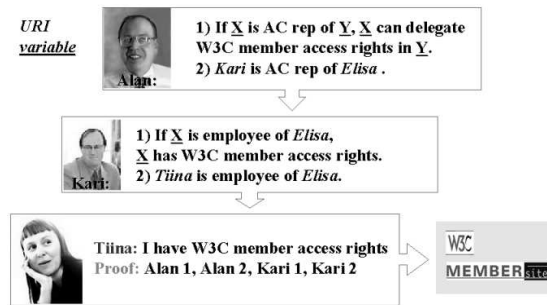 URI
variable
1) If X is AC rep of Y, X can delegate
W3C member access rights in Y.
2) Kari is AC rep of Elisa .
Alan:
1) If X is employee of Elisa,
X has W3C member access rights.
2) Tiina is employee of Elisa.
Kari:
Tiina: I have W3C member access rights
Proof: Alan 1, Alan 2, Kari 1, Kari 2
W3C
MEMBER site